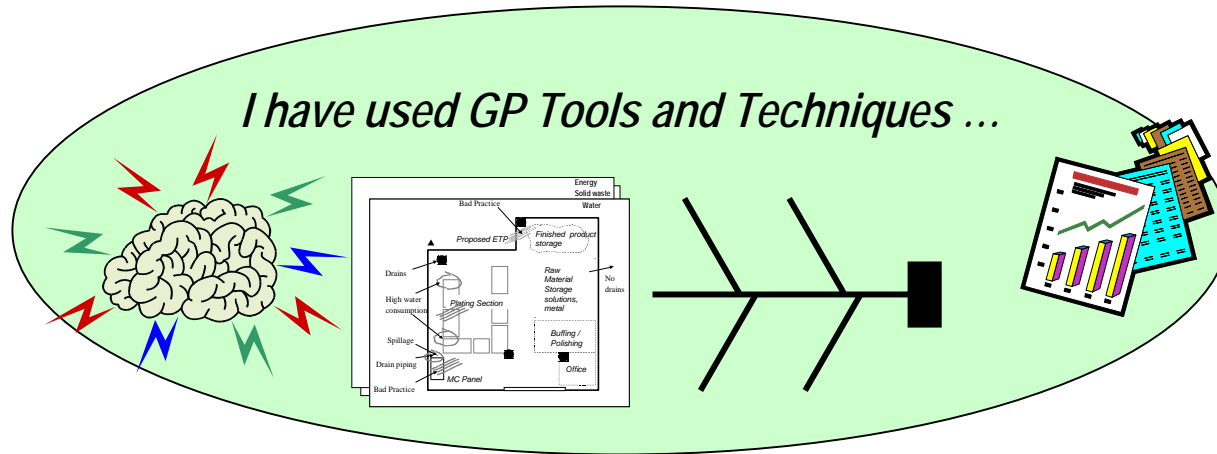 I have used GP Tools and Techniques ...
Energy
Solid waste
Water
Bad Practice
Proposed ETP
Finished product
storage
Drains
Raw
Material
Storage
solutions,
metal
No
drains
High water
consumption
Plating Section
Spillage
Buffing /
Polishing
Drain piping
Office
Bad Practice
MC Panel